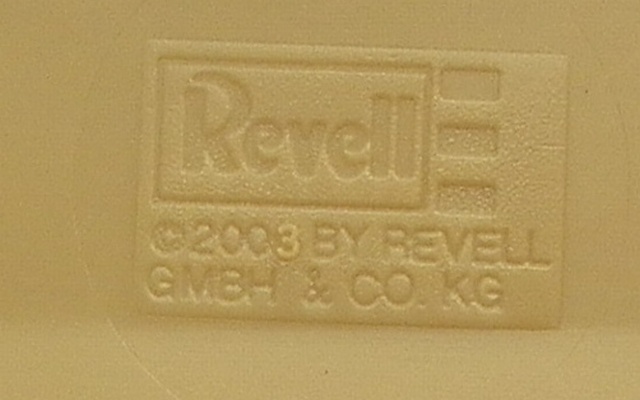 Revell
©2003 BY REVELL
GMBH & CO. KG